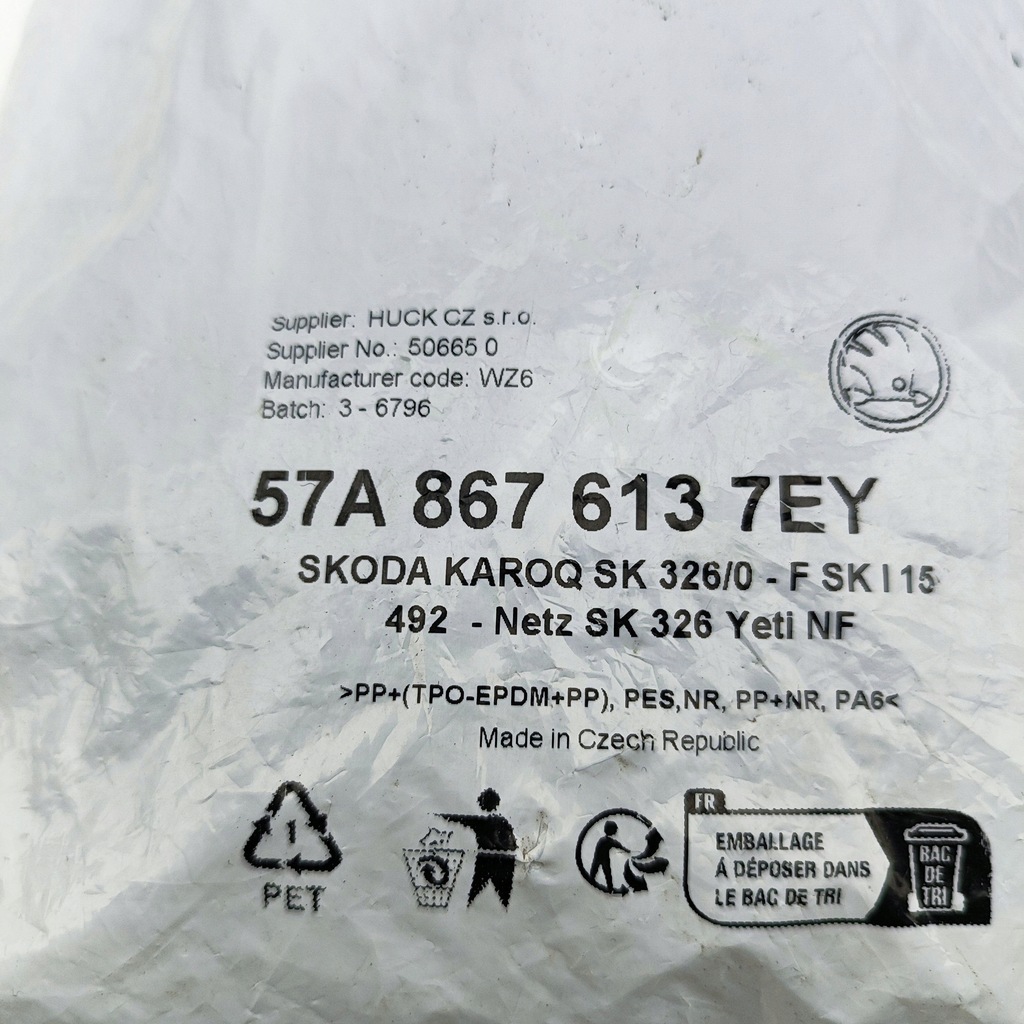 Supplier: HUCK CZ s.r.o.
Supplier No.: 50665 0
Manufacturer code: WZ6
Batch: 3 - 6796
57A 867 613 7EY
SKODA KAROQ SK 326/0 - F SK I 15
492 - Netz SK 326 Yeti NF
>PP+(TPO-EPDM+PP), PES,NR, PP+NR, PA6<
Made in Czech Republic
1
PET
FR
EMBALLAGE
À DÉPOSER DANS
LE BAC DE TRI
BAC
DE
TRI